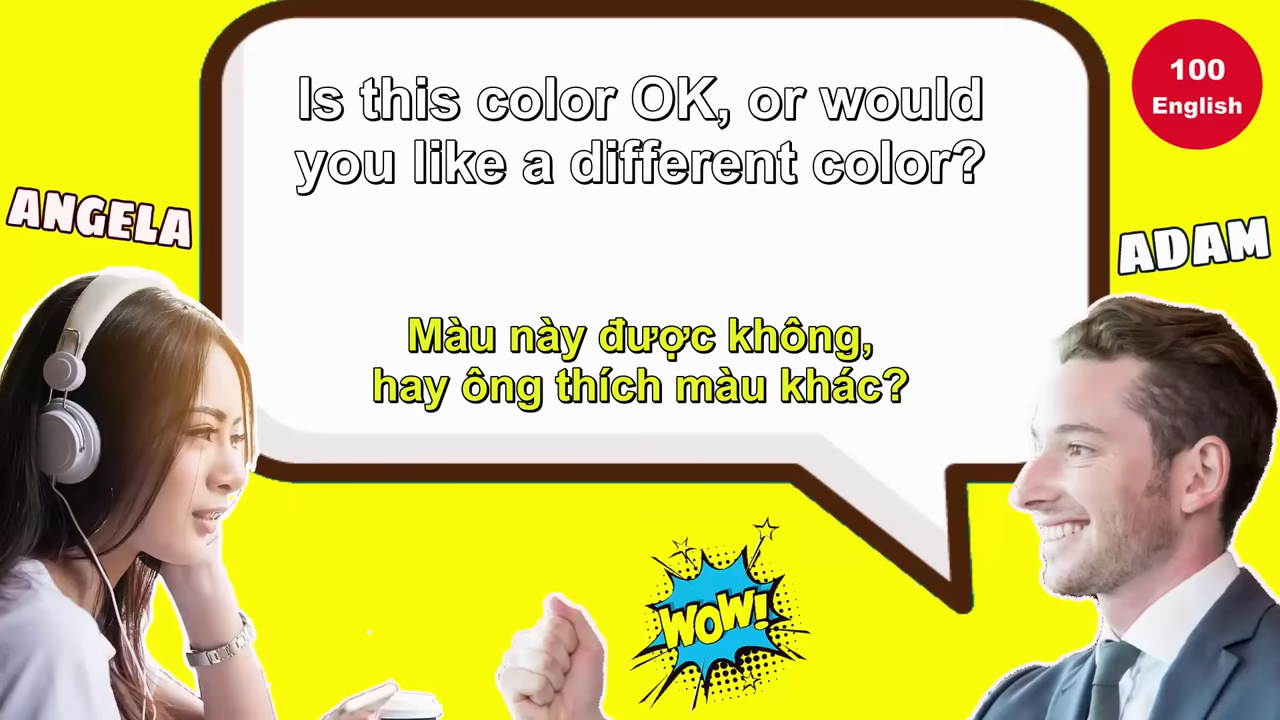 100
English
Is this color OK, or would
you like a different color?
ANGELA
ADAM
Màu này được không,
hay ông thích màu khác?
WOW!